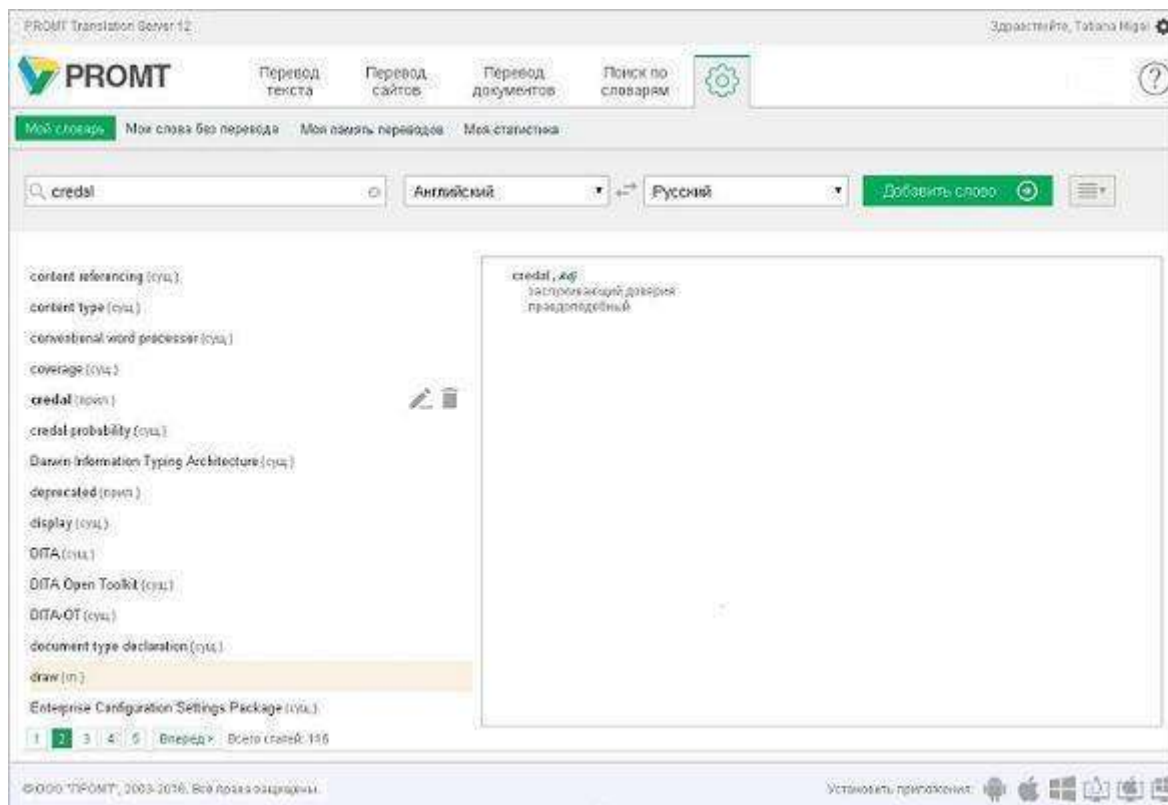 PROMT Translation Server 12
Здравствуйте, Tatiana Migal
PROMT
Перевод текста
Перевод сайтов
Перевод документов
Поиск по словарям
?
Мой словарь Мои слова без перевода Моя память переводов Моя статистика
credal
Английский
Русский
Добавить слово
content referencing (сущ.)
content type (сущ.)
conventional word processor (сущ.)
coverage (сущ.)
credal (прил.)
credal probability (сущ.)
Darwin Information Typing Architecture (сущ.)
deprecated (прил.)
display (сущ.)
DITA (сущ.)
DITA Open Toolkit (сущ.)
DITA-OT (сущ.)
document type declaration (сущ.)
draw (гл.)
Enterprise Configuration Settings Package (сущ.)
credal, adj
заслуживающий доверия
правдоподобный
1 2 3 4 5 Вперед > Всего статей: 116
© ООО "ПРОМТ", 2003-2016. Все права защищены.
Установить приложения: